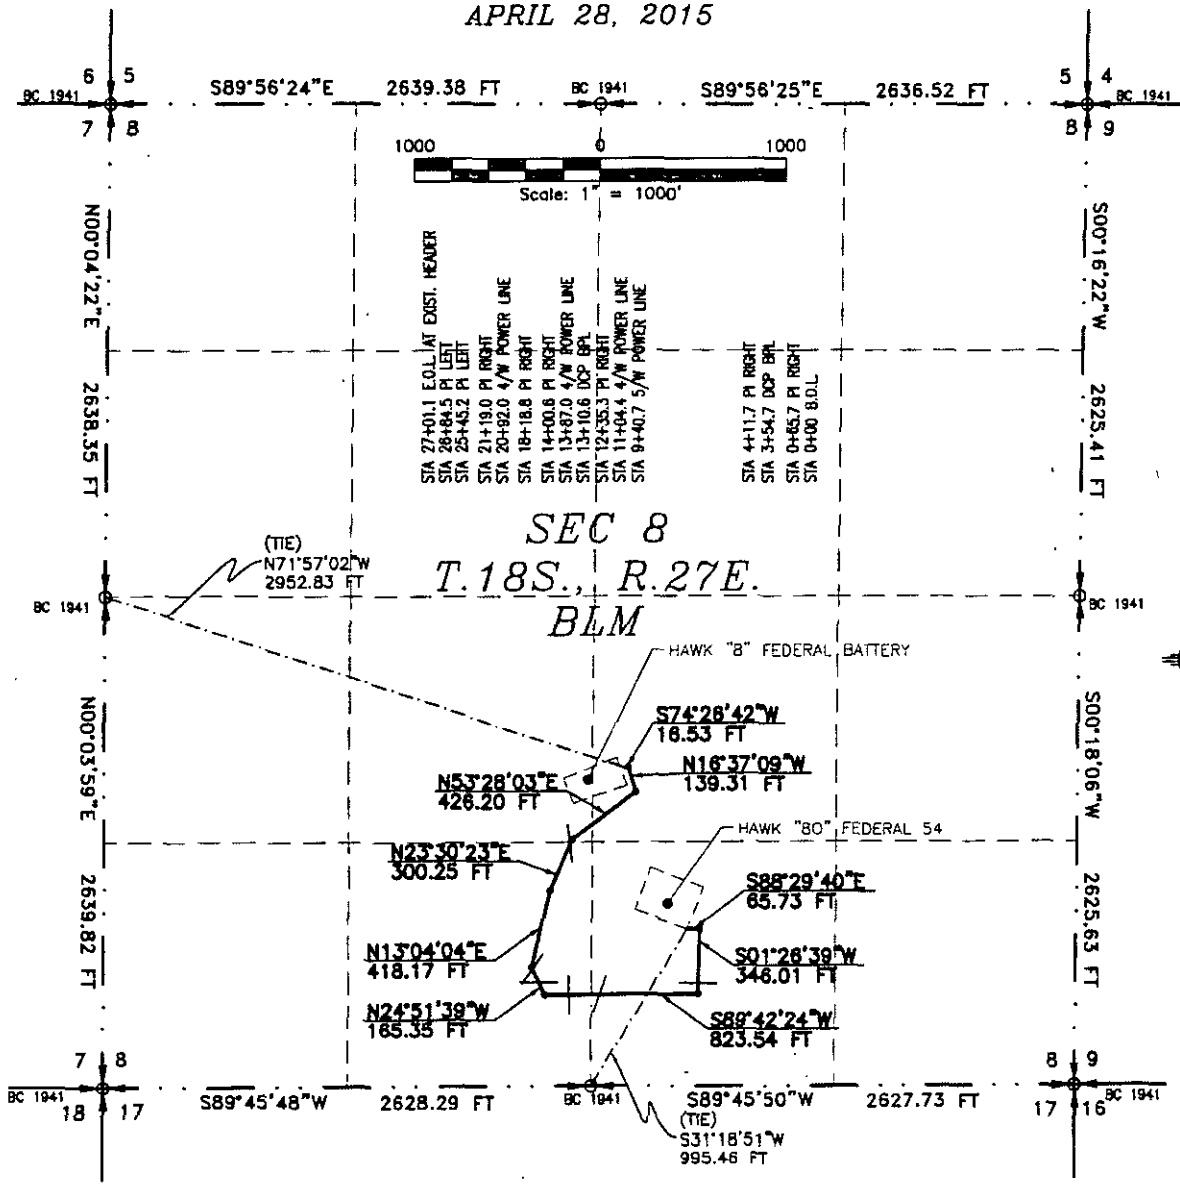 APRIL 28, 2015
6 5
5 4
BC 1941
S89°56'24"E 2639.38 FT
BC 1941
S89°56'25"E 2636.52 FT
BC 1941
7 8
8 9
1000 0 1000
Scale: 1" = 1000'
N00°04'22"E 2638.35 FT
S00°16'22"W 2625.41 FT
STA 27+01.1 E.O.L. AT EXIST. HEADER
STA 26+84.5 PI LEFT
STA 25+45.2 PI LEFT
STA 21+19.0 PI RIGHT
STA 20+92.0 4/W POWER LINE
STA 18+18.8 PI RIGHT
STA 14+00.6 PI RIGHT
STA 13+87.0 4/W POWER LINE
STA 13+10.6 DCP BPL
STA 12+35.3 PI RIGHT
STA 11+04.4 4/W POWER LINE
STA 9+40.7 5/W POWER LINE
STA 4+11.7 PI RIGHT
STA 3+54.7 DCP BPL
STA 0+65.7 PI RIGHT
STA 0+00 B.O.L.
SEC 8
T.18S., R.27E.
BLM
(TIE)
N71°57'02"W
2952.83 FT
BC 1941
BC 1941
HAWK "8" FEDERAL BATTERY
S74°28'42"W
16.53 FT
N16°37'09"W
139.31 FT
N53°28'03"E
426.20 FT
N00°03'59"E 2639.82 FT
S00°18'06"W 2625.63 FT
HAWK "8O" FEDERAL 54
N23°30'23"E
300.25 FT
S88°29'40"E
65.73 FT
N13°04'04"E
418.17 FT
S01°28'39"W
346.01 FT
N24°51'39"W
165.35 FT
S89°42'24"W
823.54 FT
7 8
8 9
BC 1941
S89°45'48"W 2628.29 FT
BC 1941
S89°45'50"W 2627.73 FT
BC 1941
18 17
17 16
(TIE)
S31°18'51"W
995.46 FT